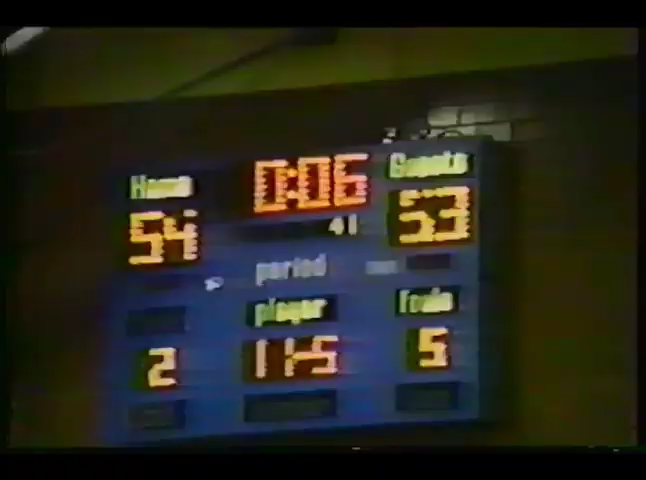 Home 0:06 Guests
54 41 53
period
player fouls
2 11-5 5